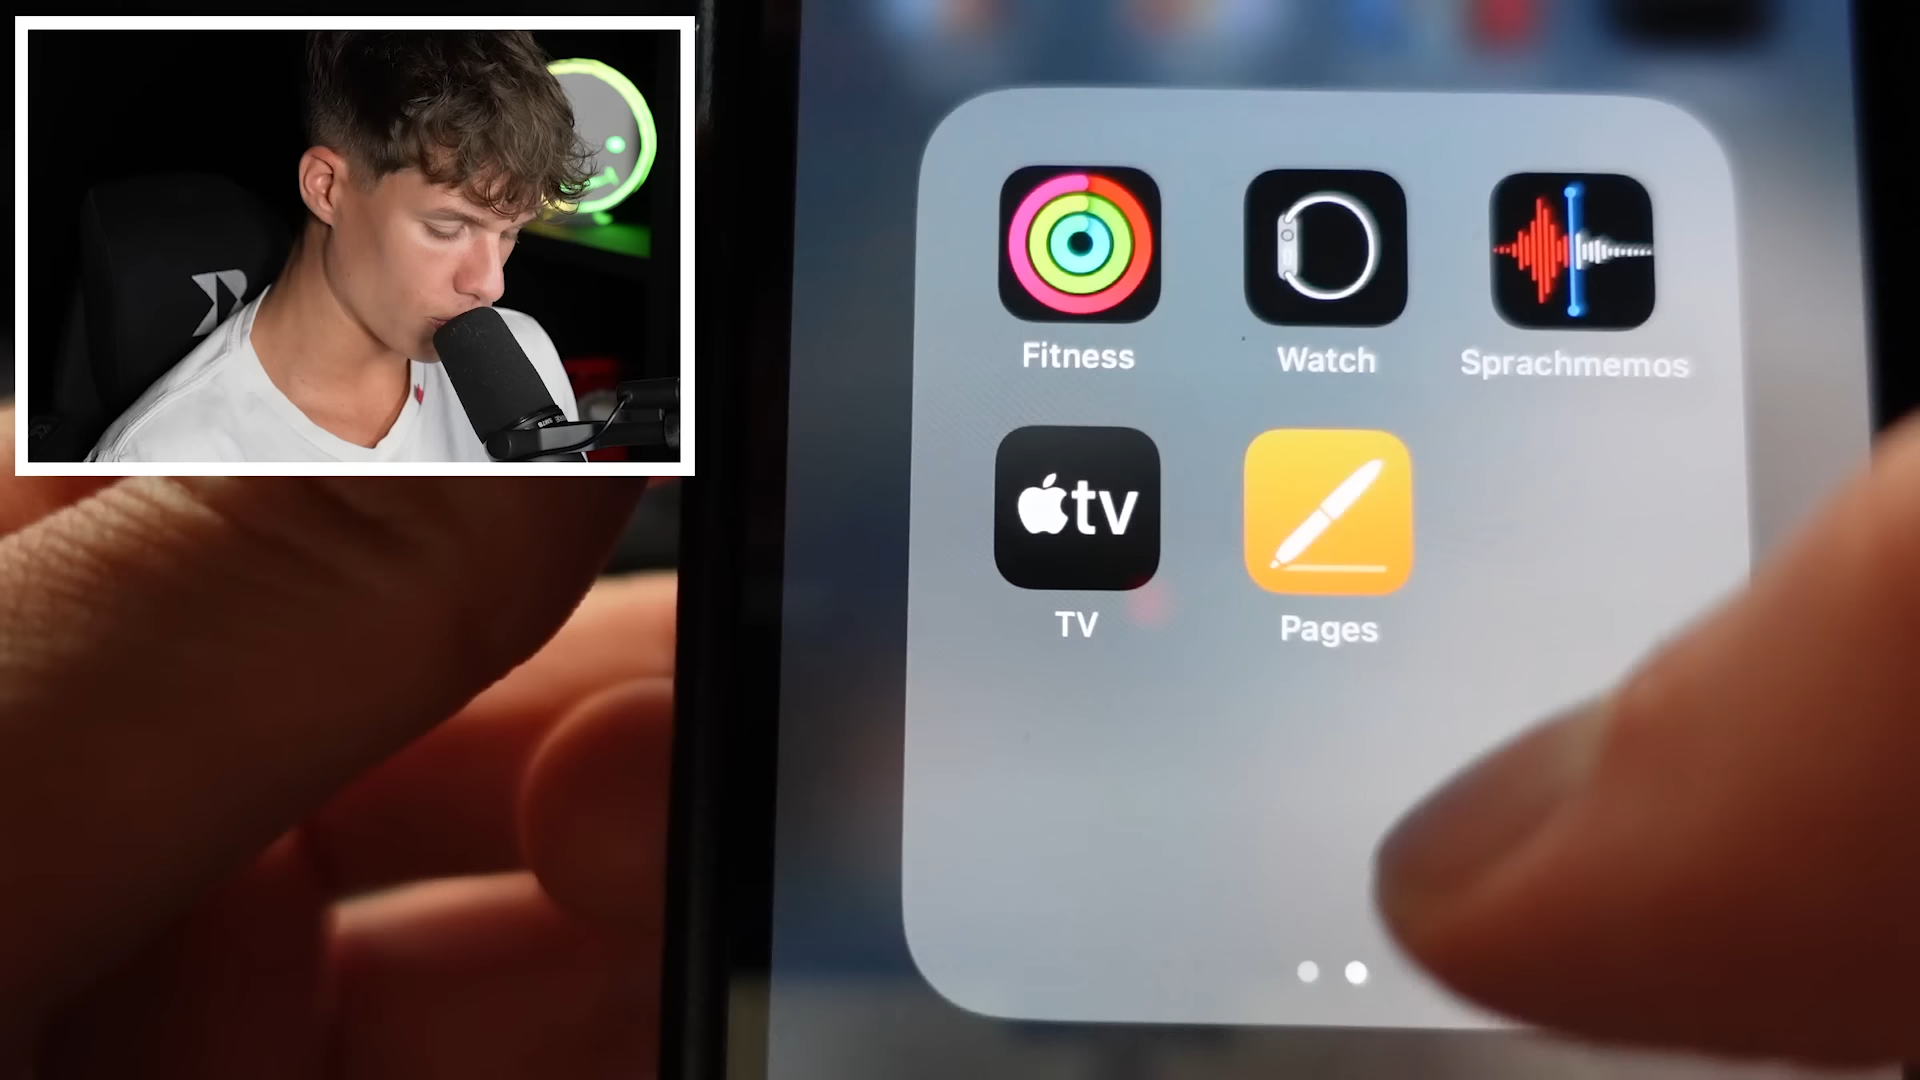 Fitness
Watch
Sprachmemos
tv
TV
Pages